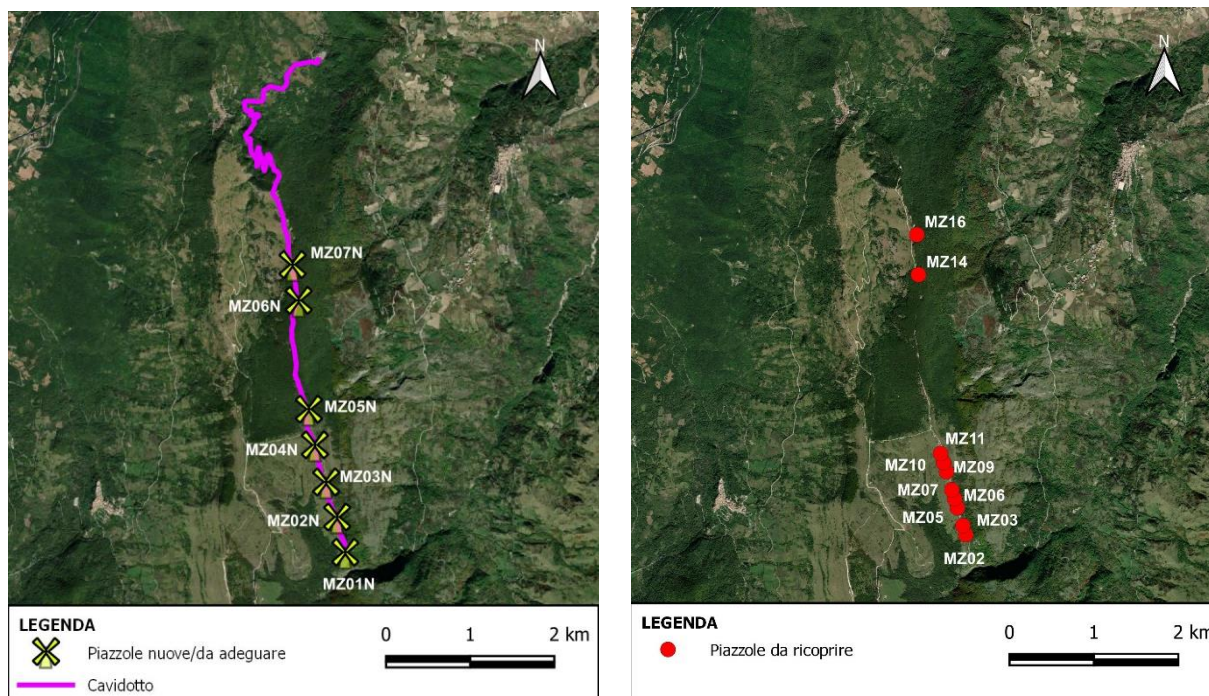 N
MZ07N
MZ06N
MZ05N
MZ04N
MZ03N
MZ02N
MZ01N
LEGENDA
Piazzole nuove/da adeguare
Cavidotto
0 1 2 km
N
MZ16
MZ14
MZ11
MZ10
MZ09
MZ07
MZ06
MZ05
MZ03
MZ02
LEGENDA
Piazzole da ricoprire
0 1 2 km